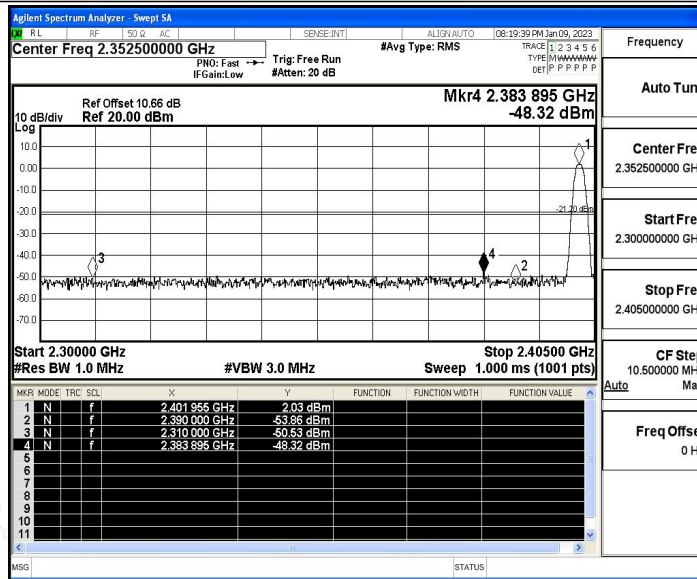 Agilent Spectrum Analyzer - Swept SA
RL RF 50 Ω AC SENSE:INT ALIGN AUTO 08:19:39 PM Jan 09, 2023
Center Freq 2.352500000 GHz #Avg Type: RMS TRACE 1 2 3 4 5 6
PNO: Fast Trig: Free Run TYPE M
IFGain:Low #Atten: 20 dB DET P P P P P P
Mkr4 2.383 895 GHz
-48.32 dBm
Ref Offset 10.66 dB
10 dB/div Ref 20.00 dBm
Log
10.0
0.00
-10.0
-20.0
-30.0
-40.0
-50.0
-60.0
-70.0
1
-21.20 dBm
3
4
2
Start 2.30000 GHz Stop 2.40500 GHz
#Res BW 1.0 MHz #VBW 3.0 MHz Sweep 1.000 ms (1001 pts)
MKR MODE TRC SCL X Y FUNCTION FUNCTION WIDTH FUNCTION VALUE
1 N f 2.401 955 GHz 2.03 dBm
2 N f 2.390 000 GHz -53.86 dBm
3 N f 2.310 000 GHz -50.53 dBm
4 N f 2.383 895 GHz -48.32 dBm
5
6
7
8
9
10
11
MSG STATUS
Frequency
Auto Tun
Center Fre
2.352500000 GH
Start Fre
2.300000000 GH
Stop Fre
2.405000000 GH
CF Ste
10.500000 MH
Auto Ma
Freq Offse
0 H